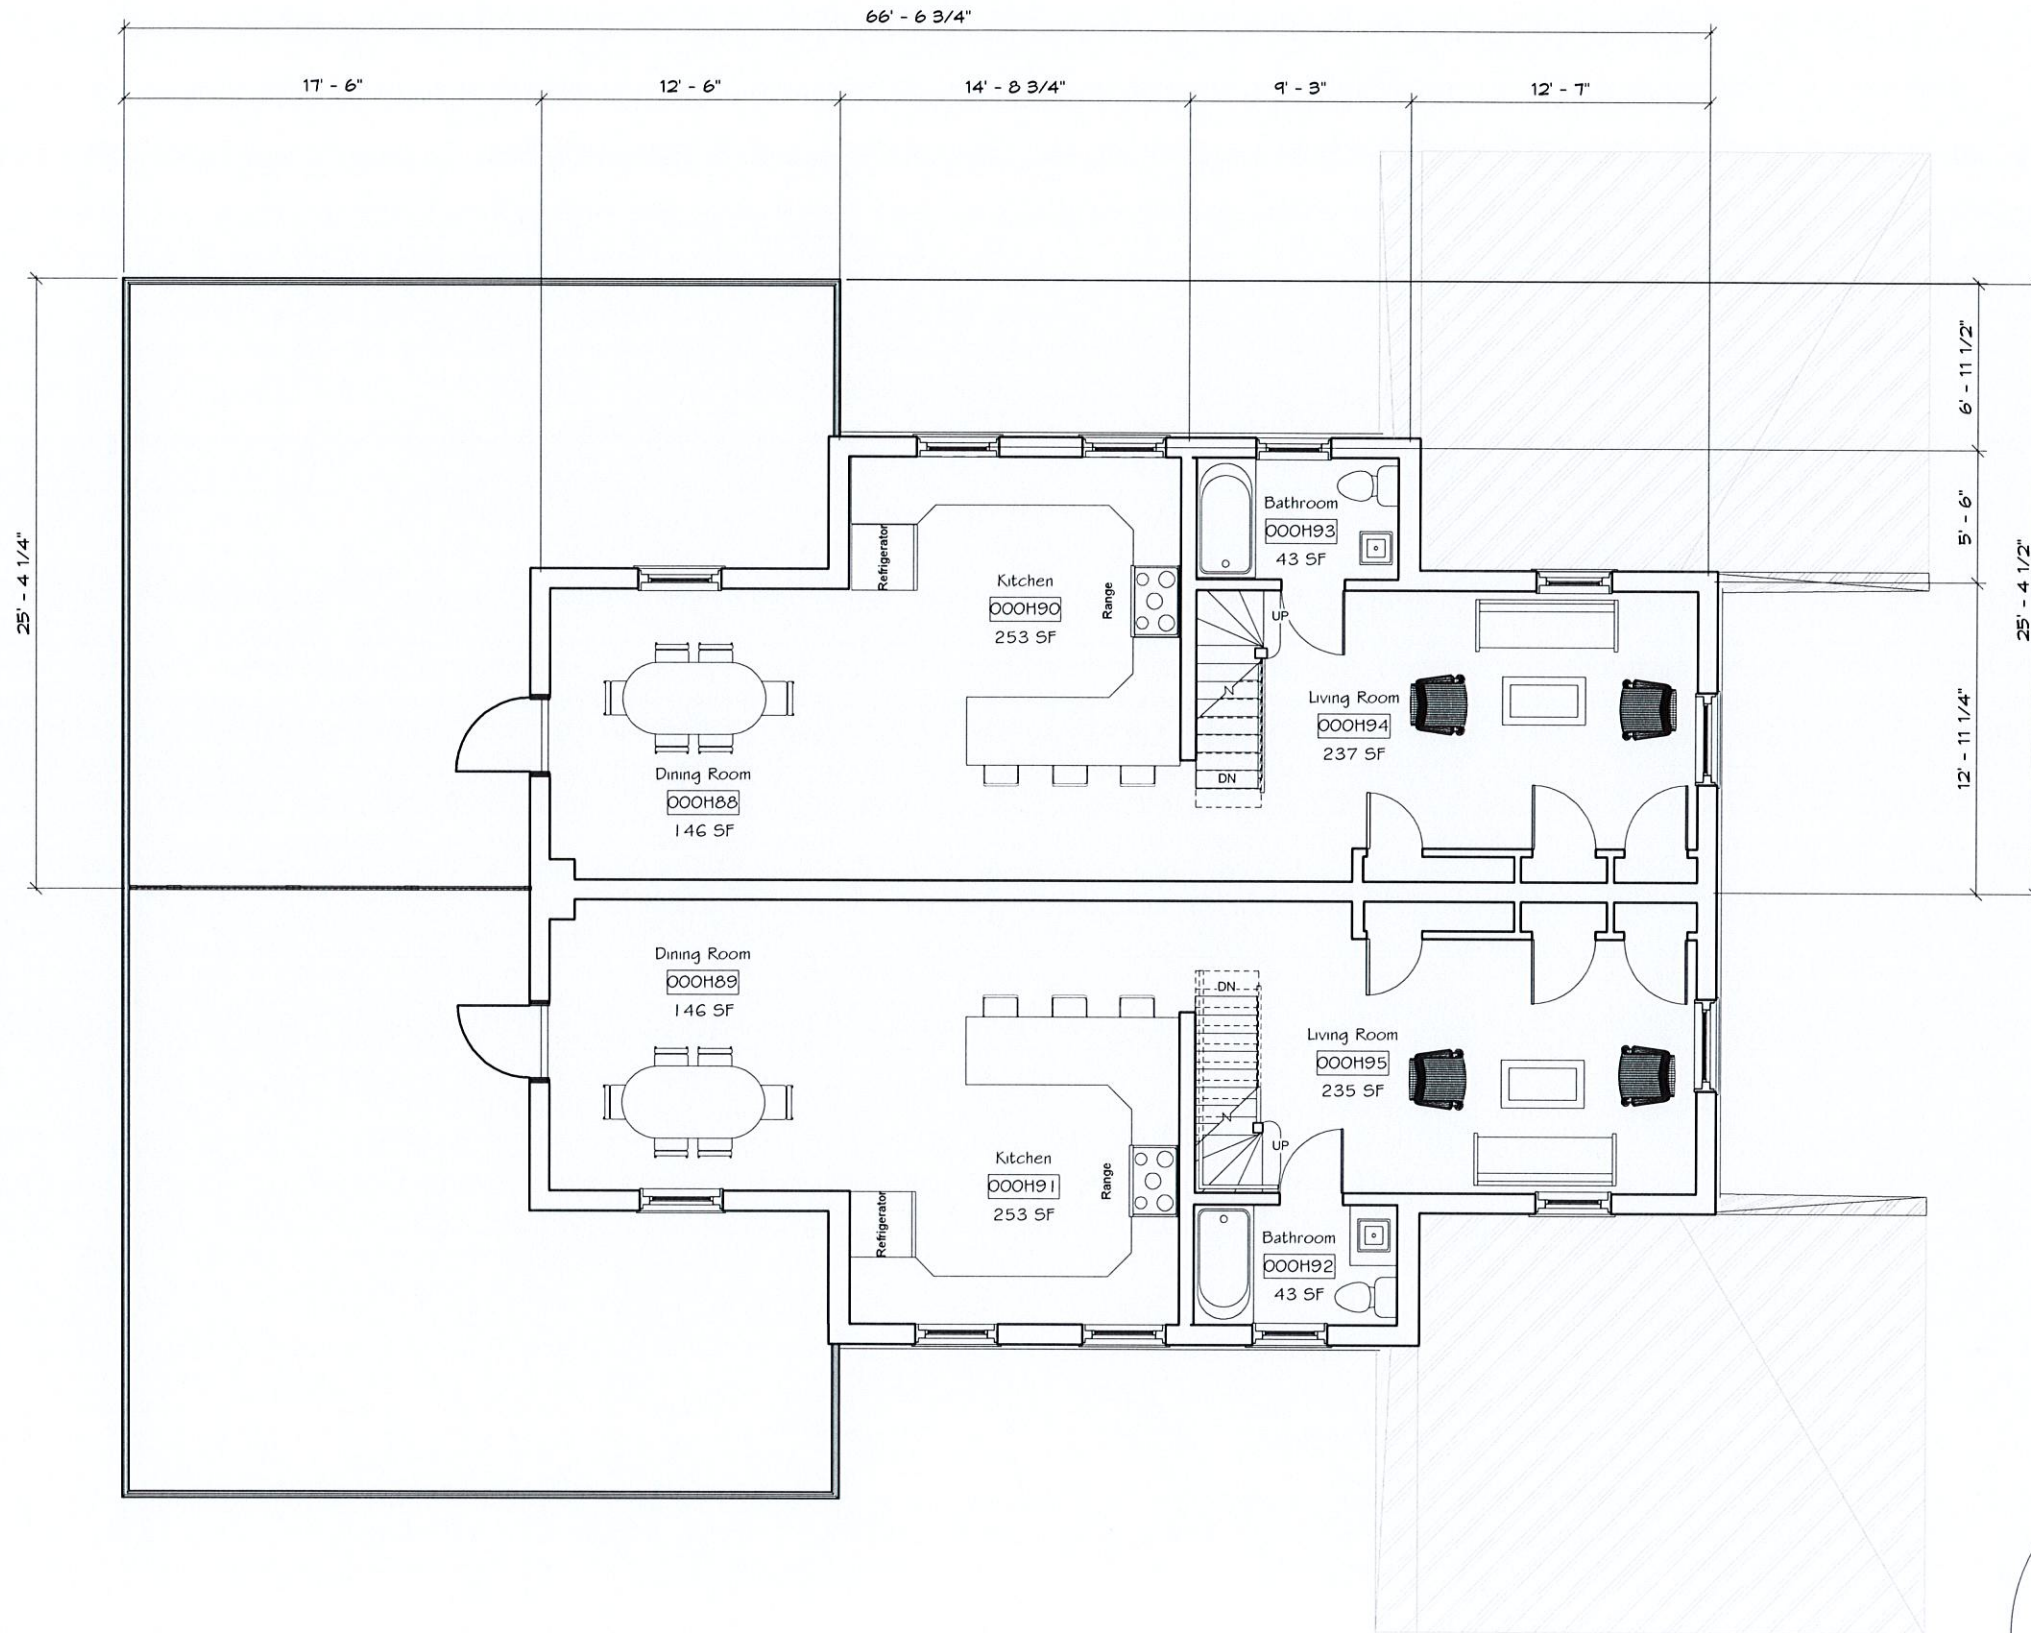 66' - 6 3/4"
17' - 6"
12' - 6"
14' - 8 3/4"
9' - 3"
12' - 7"
25' - 4 1/4"
6' - 11 1/2"
5' - 6"
12' - 11 1/4"
25' - 4 1/2"
Bathroom
000H93
43 SF
Refrigerator
Kitchen
000H90
253 SF
Range
UP
DN
Living Room
000H94
237 SF
Dining Room
000H88
146 SF
Dining Room
000H89
146 SF
DN
Living Room
000H95
235 SF
UP
Kitchen
000H91
253 SF
Range
Refrigerator
Bathroom
000H92
43 SF